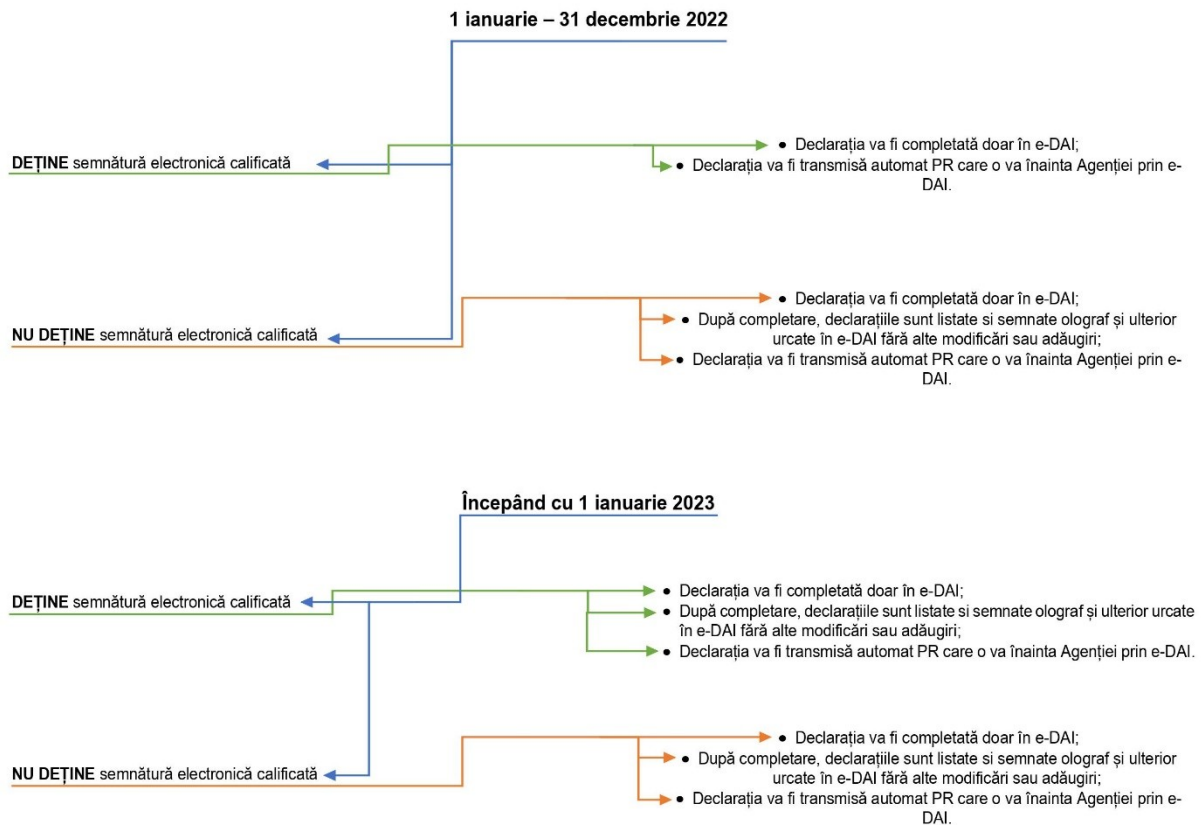 1 ianuarie – 31 decembrie 2022
DEȚINE semnătură electronică calificată
• Declarația va fi completată doar în e-DAI;
• Declarația va fi transmisă automat PR care o va înainta Agenției prin e-
DAI.
NU DEȚINE semnătură electronică calificată
• Declarația va fi completată doar în e-DAI;
• După completare, declarațiile sunt listate si semnate olograf și ulterior
urcate în e-DAI fără alte modificări sau adăugiri;
• Declarația va fi transmisă automat PR care o va înainta Agenției prin e-
DAI.
Începând cu 1 ianuarie 2023
DEȚINE semnătură electronică calificată
• Declarația va fi completată doar în e-DAI;
• După completare, declarațiile sunt listate si semnate olograf și ulterior urcate
în e-DAI fără alte modificări sau adăugiri;
• Declarația va fi transmisă automat PR care o va înainta Agenției prin e-DAI.
NU DEȚINE semnătură electronică calificată
• Declarația va fi completată doar în e-DAI;
• După completare, declarațiile sunt listate si semnate olograf și ulterior
urcate în e-DAI fără alte modificări sau adăugiri;
• Declarația va fi transmisă automat PR care o va înainta Agenției prin e-
DAI.